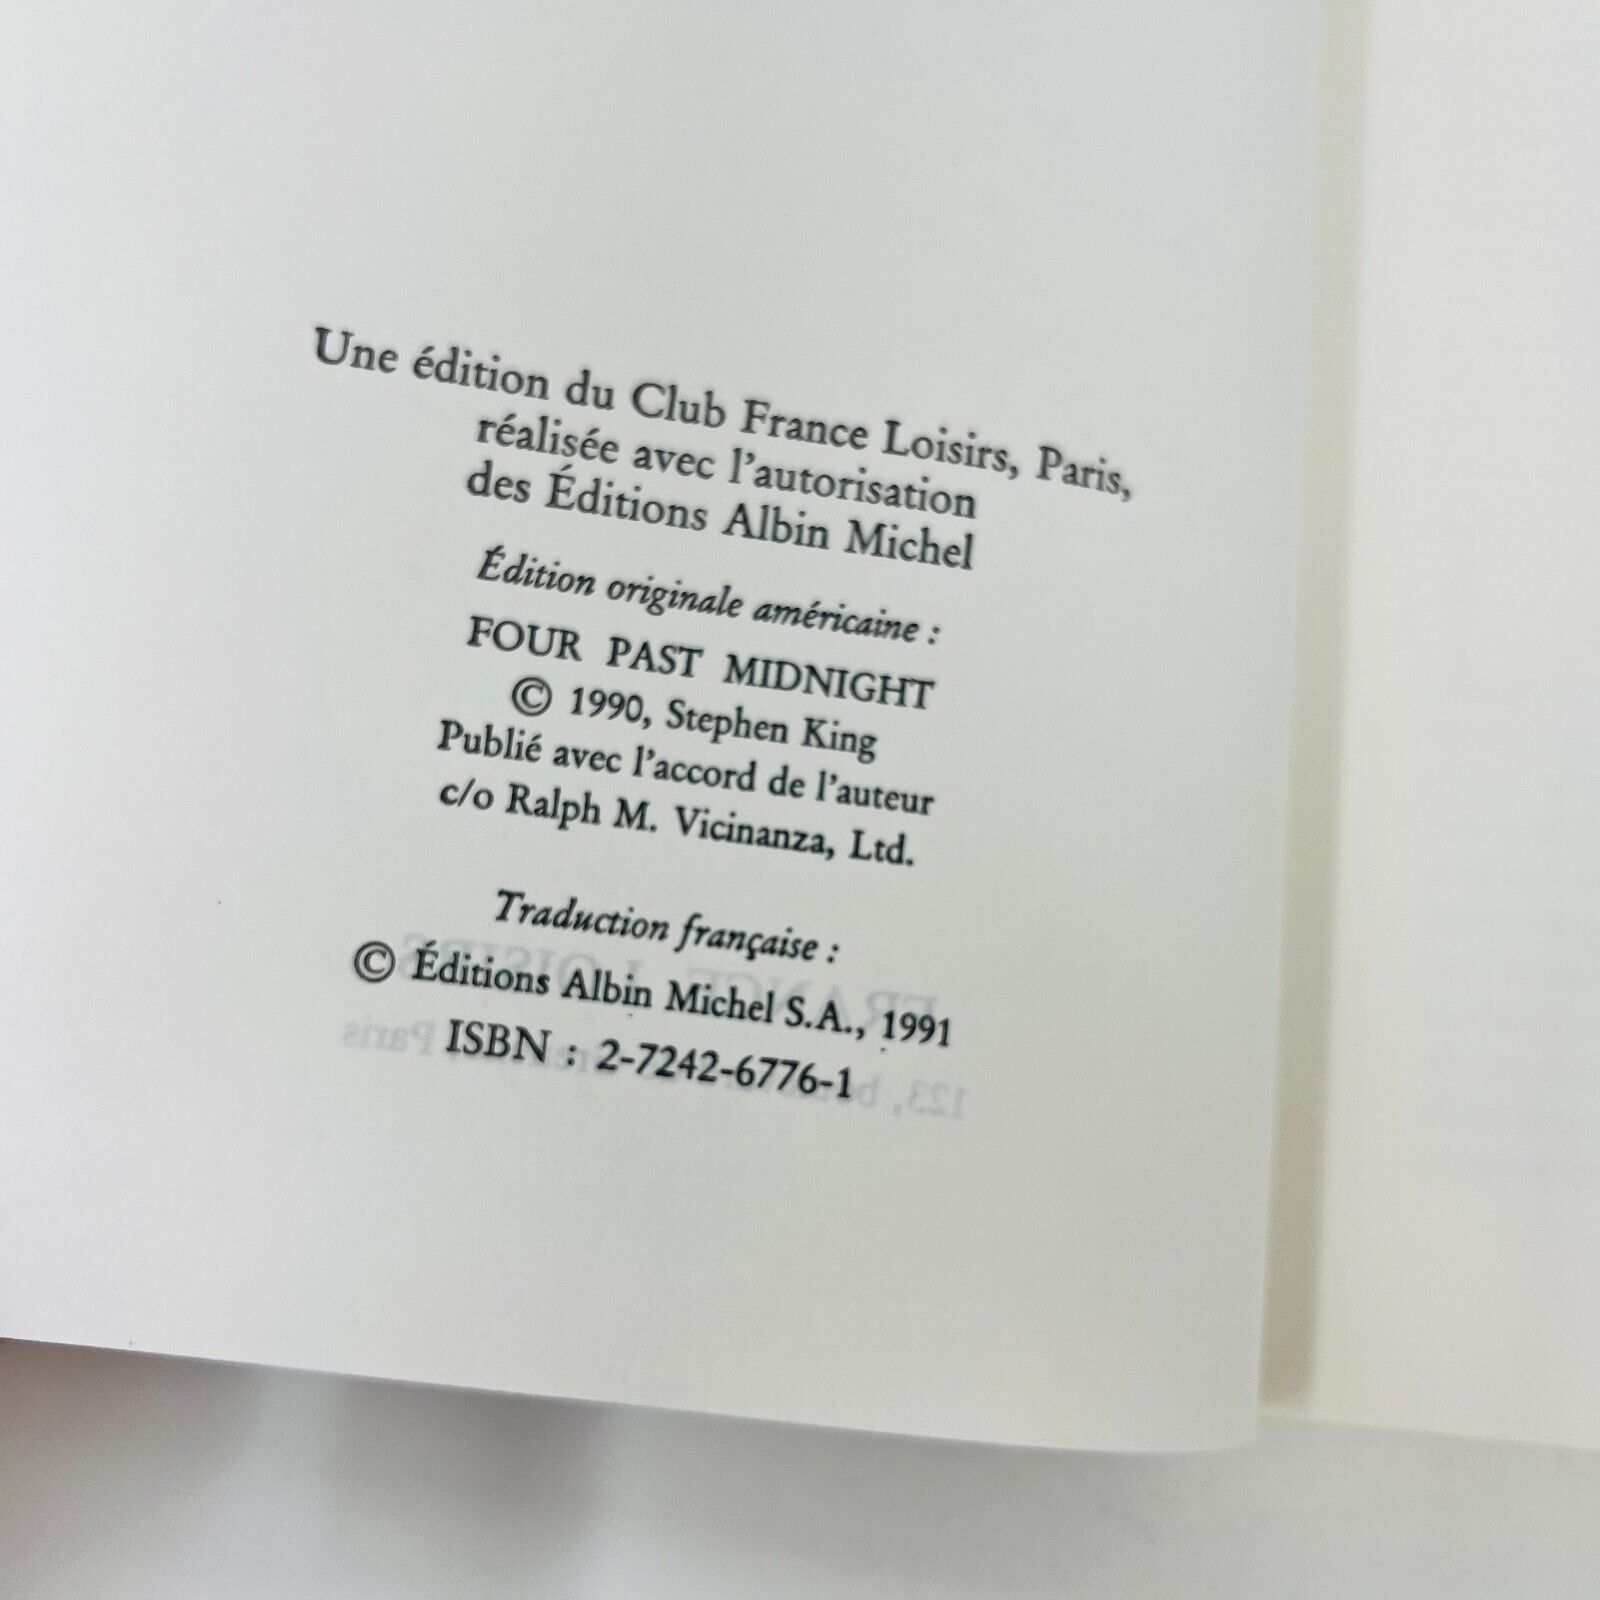 Une édition du Club France Loisirs, Paris,
réalisée avec l'autorisation
des Éditions Albin Michel
Édition originale américaine :
FOUR PAST MIDNIGHT
© 1990, Stephen King
Publié avec l'accord de l'auteur
c/o Ralph M. Vicinanza, Ltd.
Traduction française :
© Éditions Albin Michel S.A., 1991
ISBN : 2-7242-6776-1